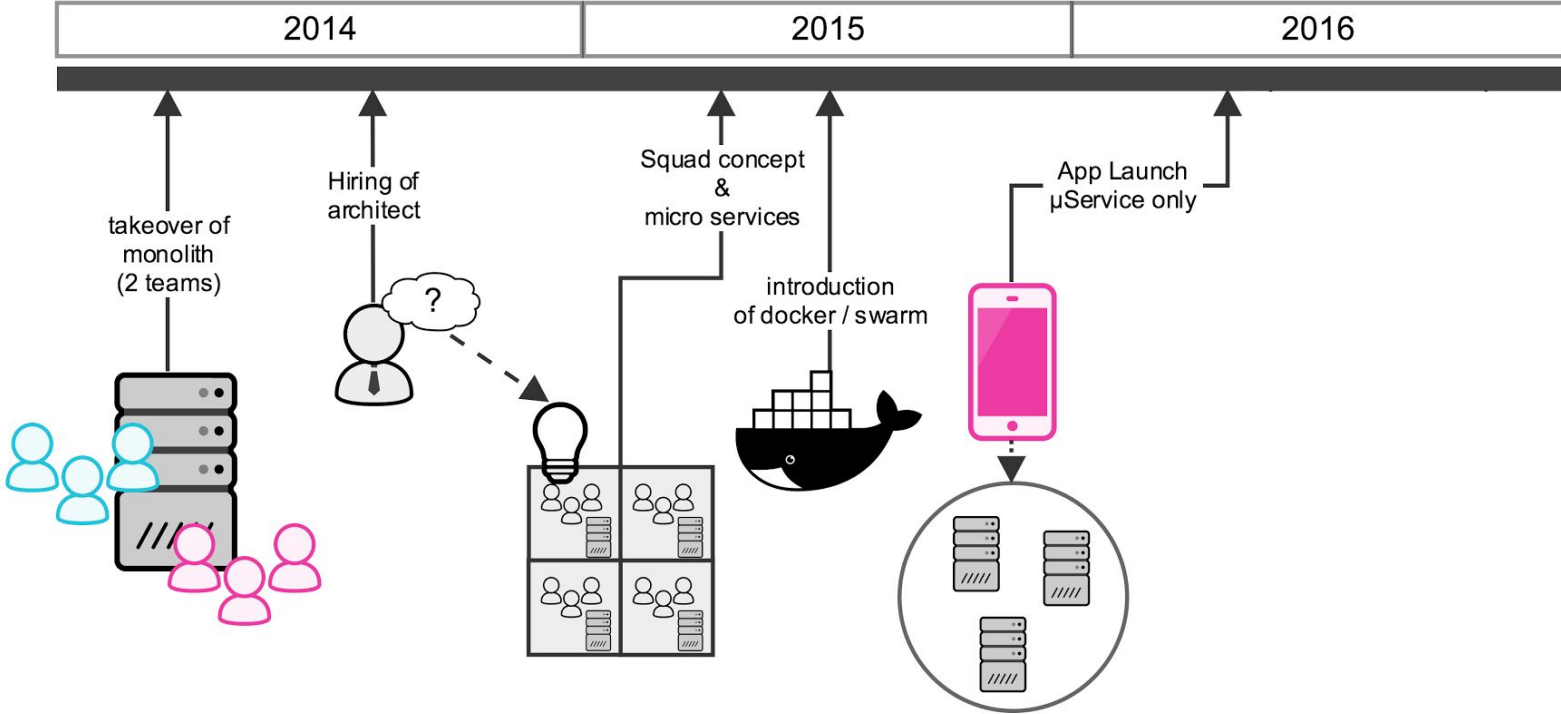 2014
2015
2016
takeover of
monolith
(2 teams)
Hiring of
architect
?
Squad concept
&
micro services
introduction
of docker / swarm
App Launch
µService only